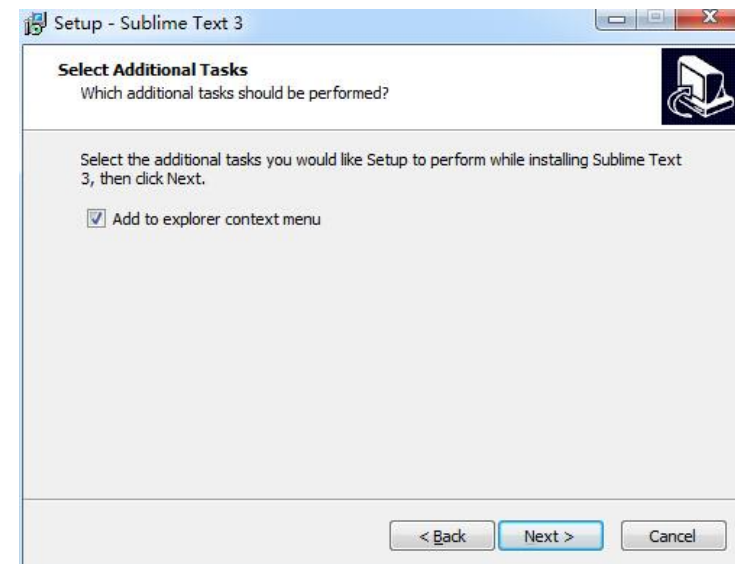 Setup - Sublime Text 3
Select Additional Tasks
Which additional tasks should be performed?
Select the additional tasks you would like Setup to perform while installing Sublime Text
3, then click Next.
Add to explorer context menu
< Back Next > Cancel